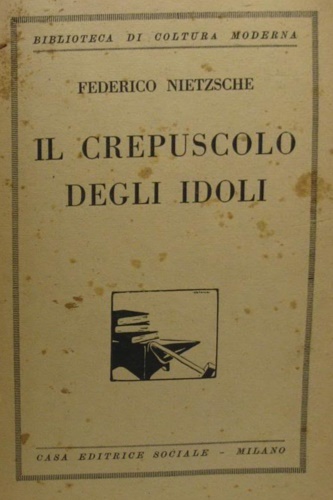 BIBLIOTECA DI COLTURA MODERNA
FEDERICO NIETZSCHE
IL CREPUSCOLO
DEGLI IDOLI
CASA EDITRICE SOCIALE - MILANO